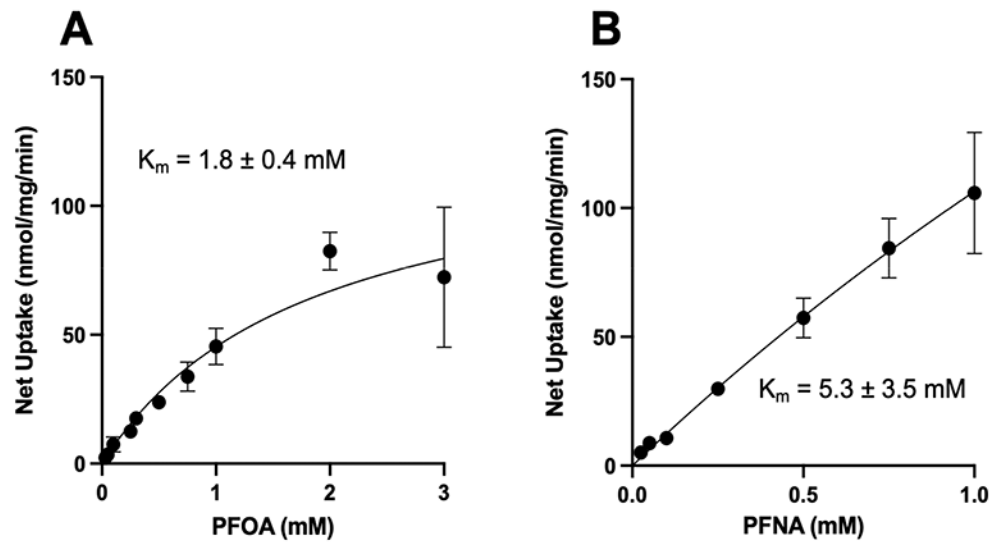 A
150
100
50
0
Net Uptake (nmol/mg/min)
Km = 1.8 ± 0.4 mM
0 1 2 3
PFOA (mM)
B
150
100
50
0
Net Uptake (nmol/mg/min)
Km = 5.3 ± 3.5 mM
0.0 0.5 1.0
PFNA (mM)